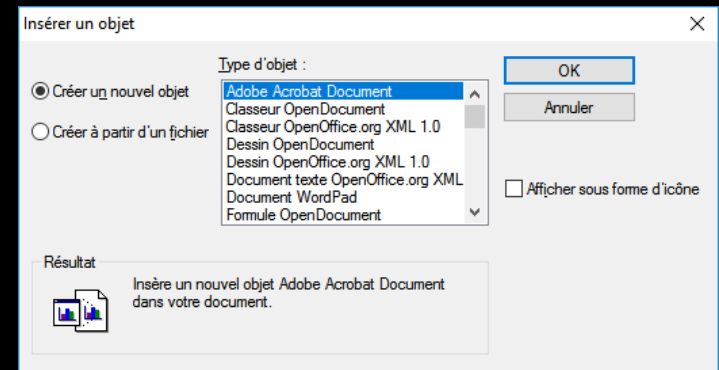 Insérer un objet
Type d'objet :
Créer un nouvel objet
Créer à partir d'un fichier
Adobe Acrobat Document
Classeur OpenDocument
Classeur OpenOffice.org XML 1.0
Dessin OpenDocument
Dessin OpenOffice.org XML 1.0
Document texte OpenOffice.org XML
Document WordPad
Formule OpenDocument
OK
Annuler
Afficher sous forme d'icône
Résultat
Insère un nouvel objet Adobe Acrobat Document
dans votre document.